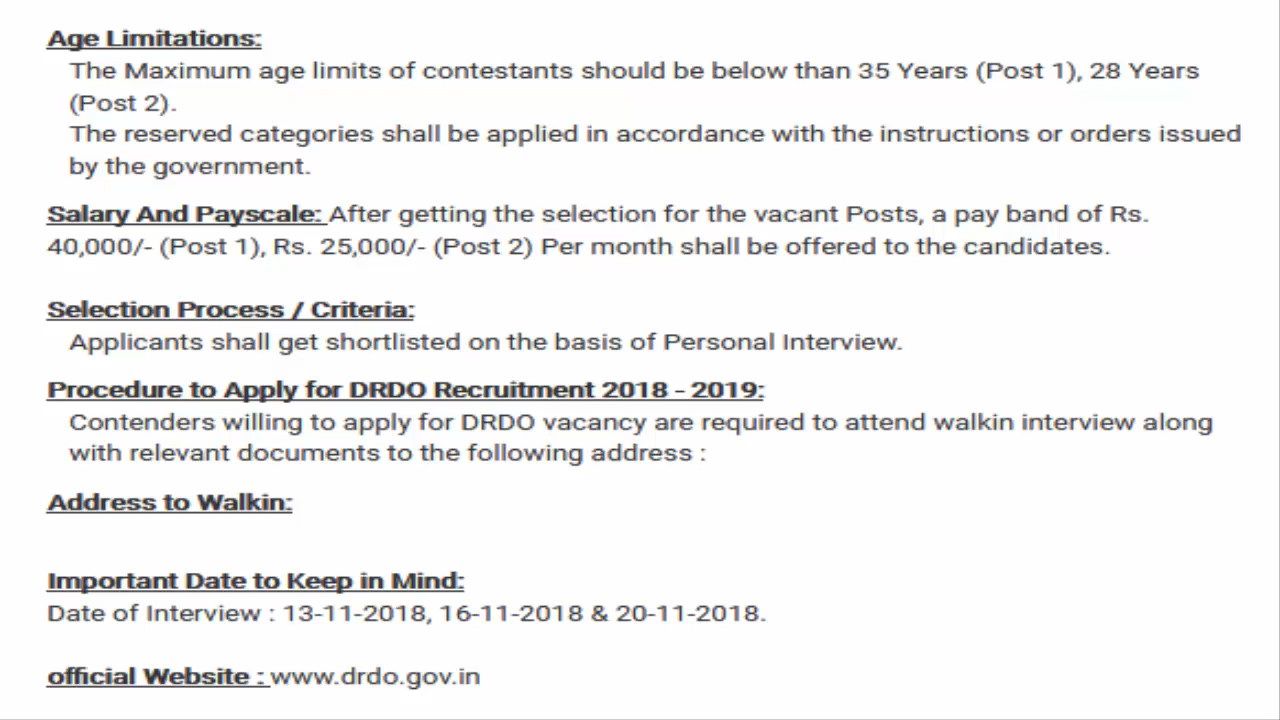 Age Limitations:
The Maximum age limits of contestants should be below than 35 Years (Post 1), 28 Years
(Post 2).
The reserved categories shall be applied in accordance with the instructions or orders issued
by the government.
Salary And Payscale: After getting the selection for the vacant Posts, a pay band of Rs.
40,000/- (Post 1), Rs. 25,000/- (Post 2) Per month shall be offered to the candidates.
Selection Process / Criteria:
Applicants shall get shortlisted on the basis of Personal Interview.
Procedure to Apply for DRDO Recruitment 2018 - 2019:
Contenders willing to apply for DRDO vacancy are required to attend walkin interview along
with relevant documents to the following address :
Address to Walkin:
Important Date to Keep in Mind:
Date of Interview : 13-11-2018, 16-11-2018 & 20-11-2018.
official Website : www.drdo.gov.in